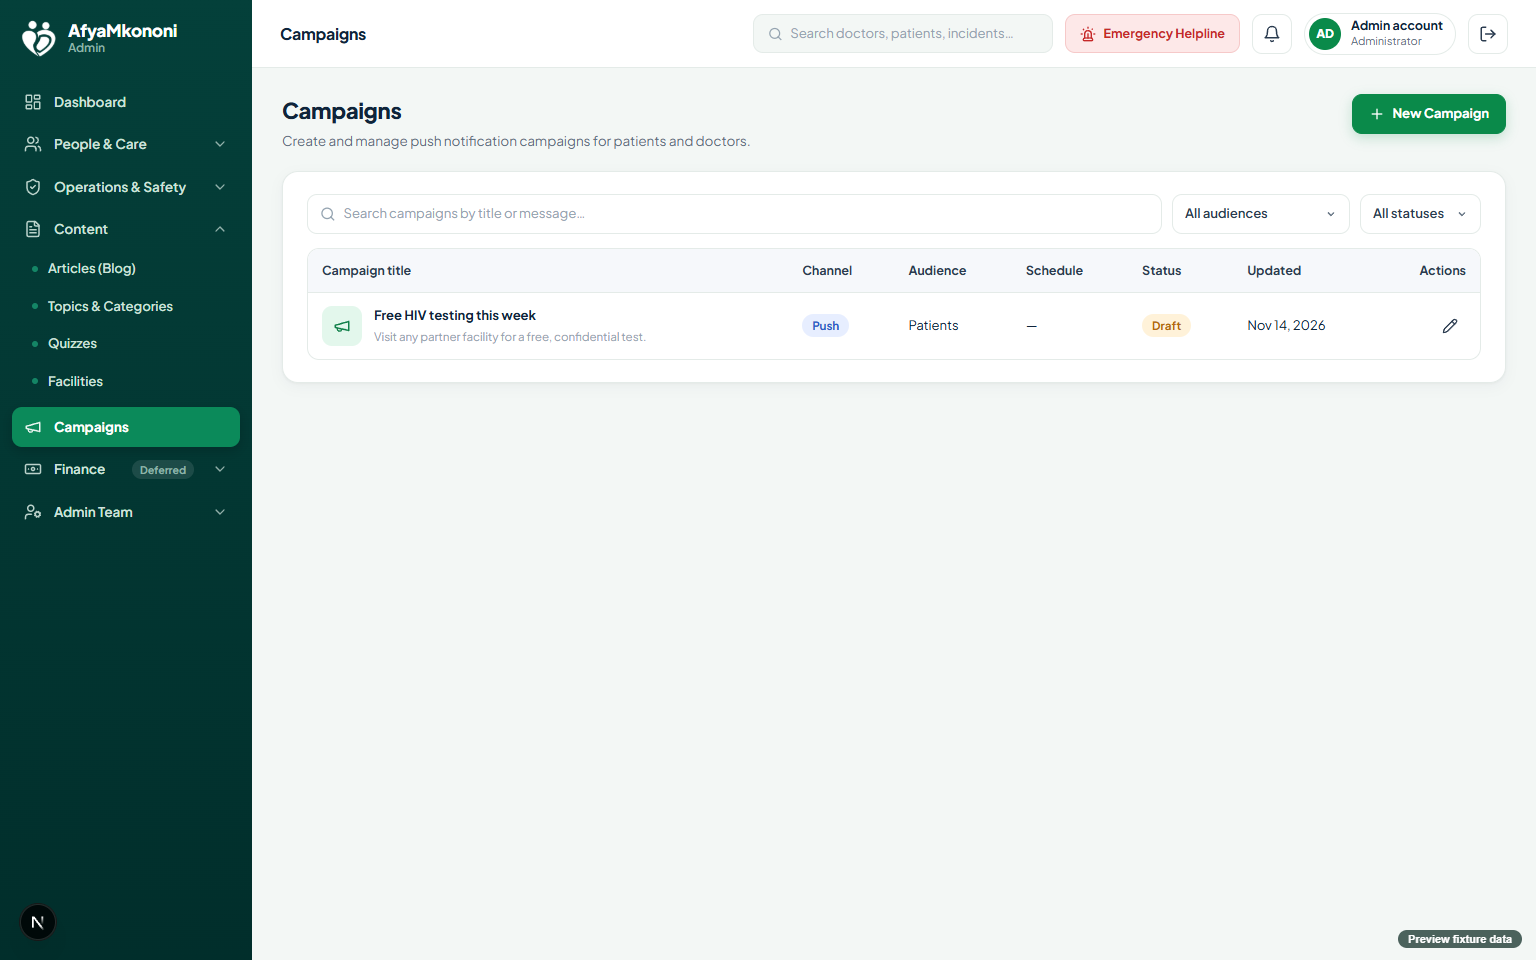 AfyaMkononi
Admin
Dashboard
People & Care
Operations & Safety
Content
Articles (Blog)
Topics & Categories
Quizzes
Facilities
Campaigns
Finance Deferred
Admin Team
N
Campaigns
Search doctors, patients, incidents...
Emergency Helpline
AD
Admin account
Administrator
Campaigns
Create and manage push notification campaigns for patients and doctors.
+ New Campaign
Search campaigns by title or message...
All audiences
All statuses
Campaign title Channel Audience Schedule Status Updated Actions
Free HIV testing this week
Visit any partner facility for a free, confidential test.
Push Patients — Draft Nov 14, 2026
Preview fixture data